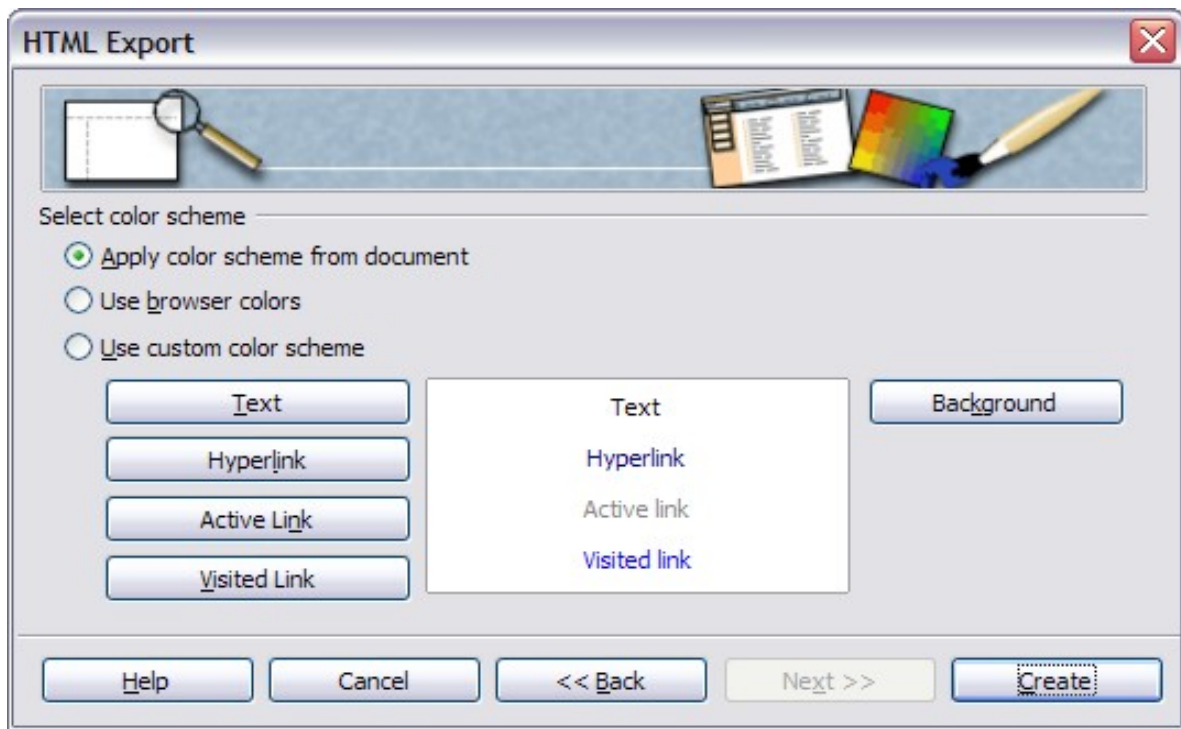 HTML Export
Select color scheme
Apply color scheme from document
Use browser colors
Use custom color scheme
Text
Text
Background
Hyperlink
Hyperlink
Active Link
Active link
Visited Link
Visited link
Help
Cancel
<< Back
Next >>
Create